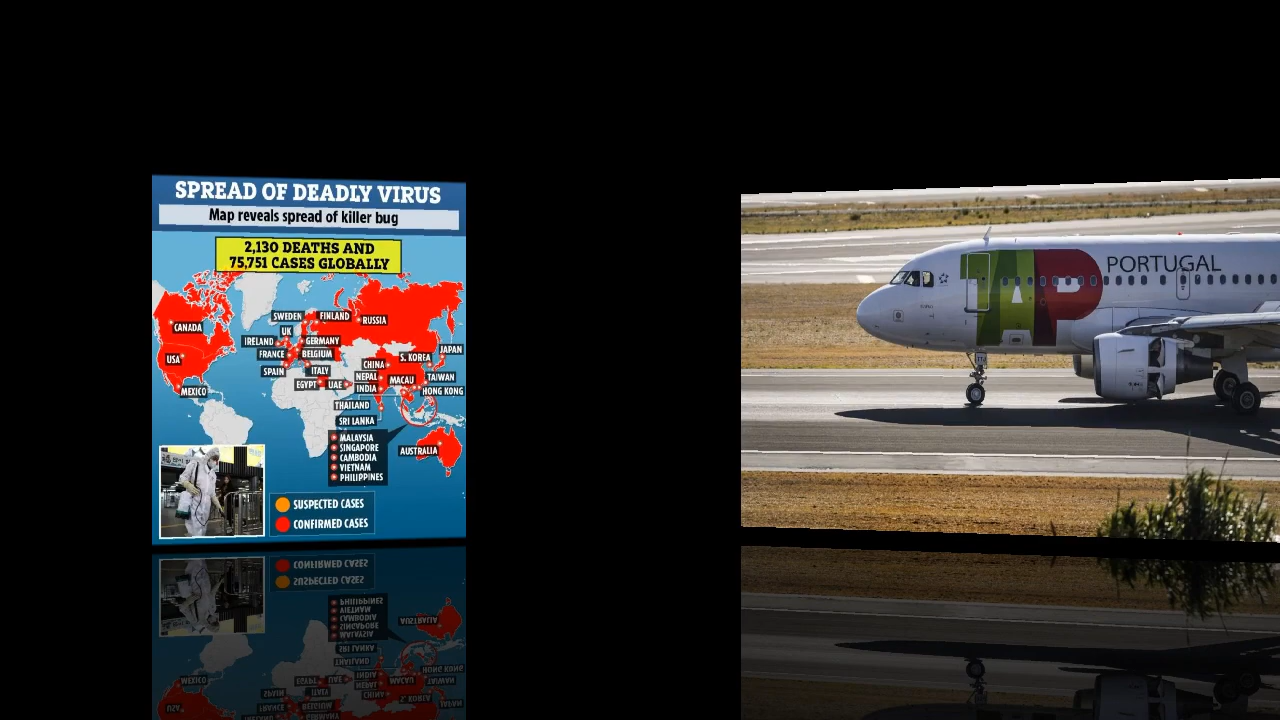 SPREAD OF DEADLY VIRUS
Map reveals spread of killer bug
2,130 DEATHS AND
75,751 CASES GLOBALLY
CANADA
USA
MEXICO
SWEDEN
FINLAND
RUSSIA
UK
IRELAND
GERMANY
FRANCE
BELGIUM
SPAIN
ITALY
EGYPT
UAE
CHINA
S. KOREA
JAPAN
NEPAL
MACAU
TAIWAN
INDIA
HONG KONG
THAILAND
SRI LANKA
MALAYSIA
SINGAPORE
CAMBODIA
VIETNAM
PHILIPPINES
AUSTRALIA
SUSPECTED CASES
CONFIRMED CASES
TAP
PORTUGAL